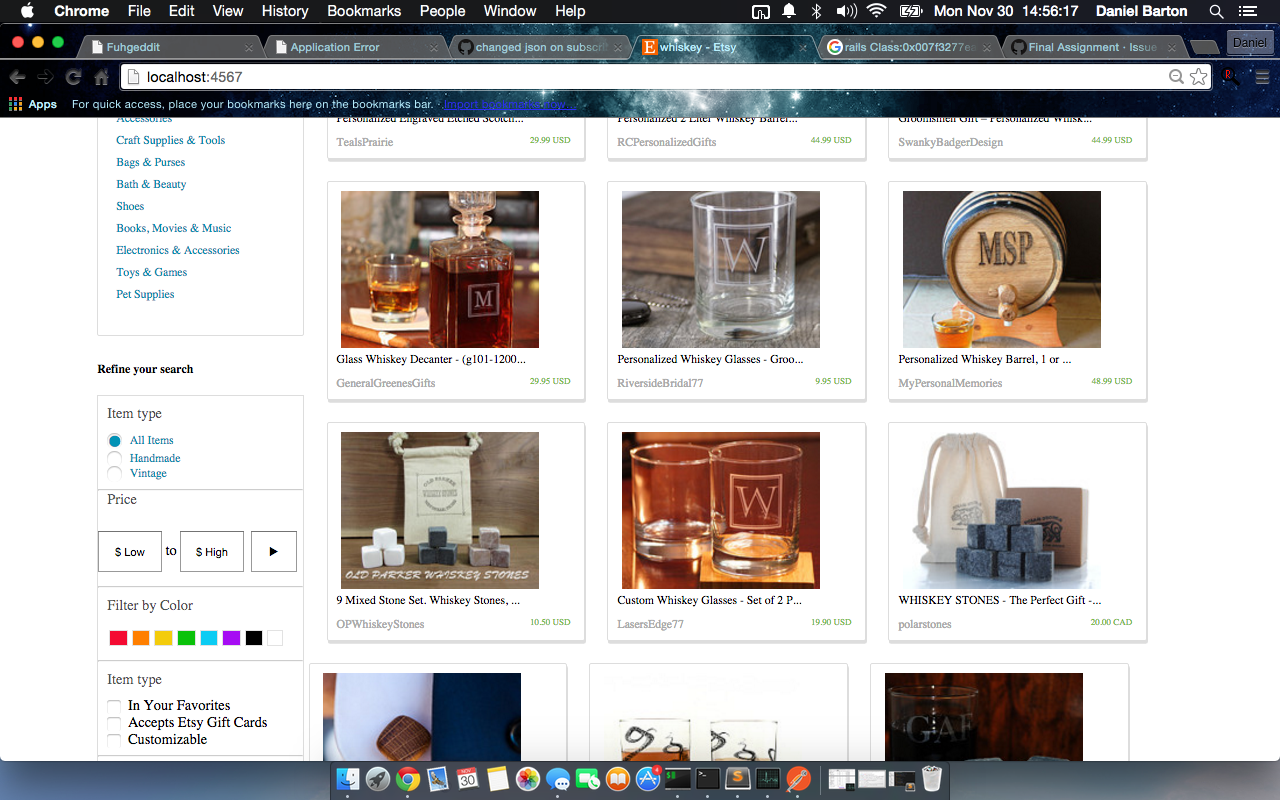 Chrome File Edit View History Bookmarks People Window Help Mon Nov 30 14:56:17 Daniel Barton
Fuhgeddit Application Error changed json on subscri whiskey - Etsy rails Class:0x007f3277ea Final Assignment · Issue Daniel
localhost:4567
Apps For quick access, place your bookmarks here on the bookmarks bar. Import bookmarks now...
Accessories
Craft Supplies & Tools
Bags & Purses
Bath & Beauty
Shoes
Books, Movies & Music
Electronics & Accessories
Toys & Games
Pet Supplies
Refine your search
Item type
All Items
Handmade
Vintage
Price
$ Low to $ High
Filter by Color
Item type
In Your Favorites
Accepts Etsy Gift Cards
Customizable
Personalized Engraved Etched Scotch...
TealsPrairie 29.99 USD
Personalized 2 Liter Whiskey Barrel...
RCPersonalizedGifts 44.99 USD
Groomsmen Gift – Personalized Whisk...
SwankyBadgerDesign 44.99 USD
M
Glass Whiskey Decanter - (g101-1200...
GeneralGreenesGifts 29.95 USD
W
Personalized Whiskey Glasses - Groo...
RiversideBridal77 9.95 USD
MSP
Personalized Whiskey Barrel, 1 or ...
MyPersonalMemories 48.99 USD
OLD PARKER
WHISKEY STONES
OLD PARKER WHISKEY STONES
9 Mixed Stone Set. Whiskey Stones, ...
OPWhiskeyStones 10.50 USD
W
Custom Whiskey Glasses - Set of 2 P...
LasersEdge77 19.90 USD
WHISKEY STONES - The Perfect Gift -...
polarstones 20.00 CAD
GAF
NOV
30